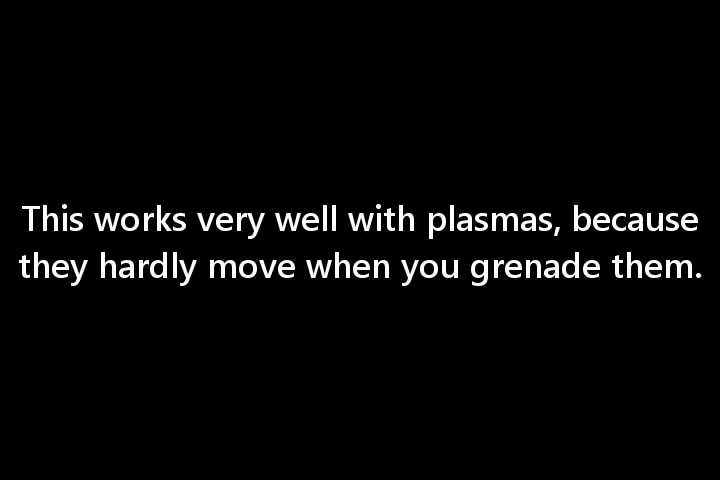 This works very well with plasmas, because
they hardly move when you grenade them.